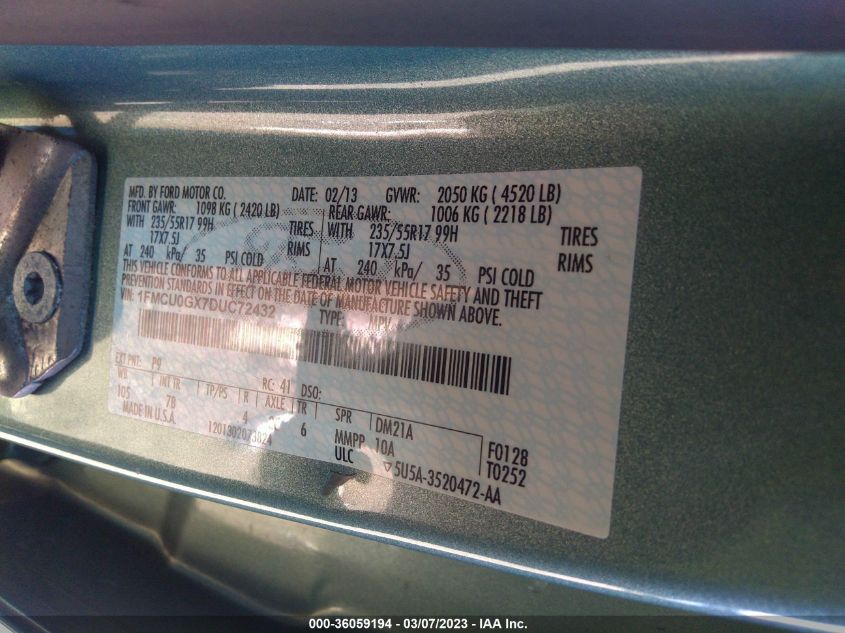 MFD. BY FORD MOTOR CO. DATE: 02/13 GVWR: 2050 KG ( 4520 LB)
FRONT GAWR: 1098 KG ( 2420 LB) REAR GAWR: 1006 KG ( 2218 LB)
WITH 235/55R17 99H TIRES WITH 235/55R17 99H TIRES
17X7.5J RIMS 17X7.5J RIMS
AT 240 kPa/ 35 PSI COLD AT 240 kPa/ 35 PSI COLD
THIS VEHICLE CONFORMS TO ALL APPLICABLE FEDERAL MOTOR VEHICLE SAFETY AND THEFT
PREVENTION STANDARDS IN EFFECT ON THE DATE OF MANUFACTURE SHOWN ABOVE.
VIN: 1FMCU0GX7DUC72432 TYPE: MPV
EXT PNT: P9 RC: 41 DSO:
WB INT TR TP/PS R AXLE TR SPR DM21A
105 78 4 6 MMPP 10A F0128
MADE IN U.S.A. 1201302073024 ULC T0252
▽5U5A-3520472-AA
000-36059194 - 03/07/2023 - IAA Inc.